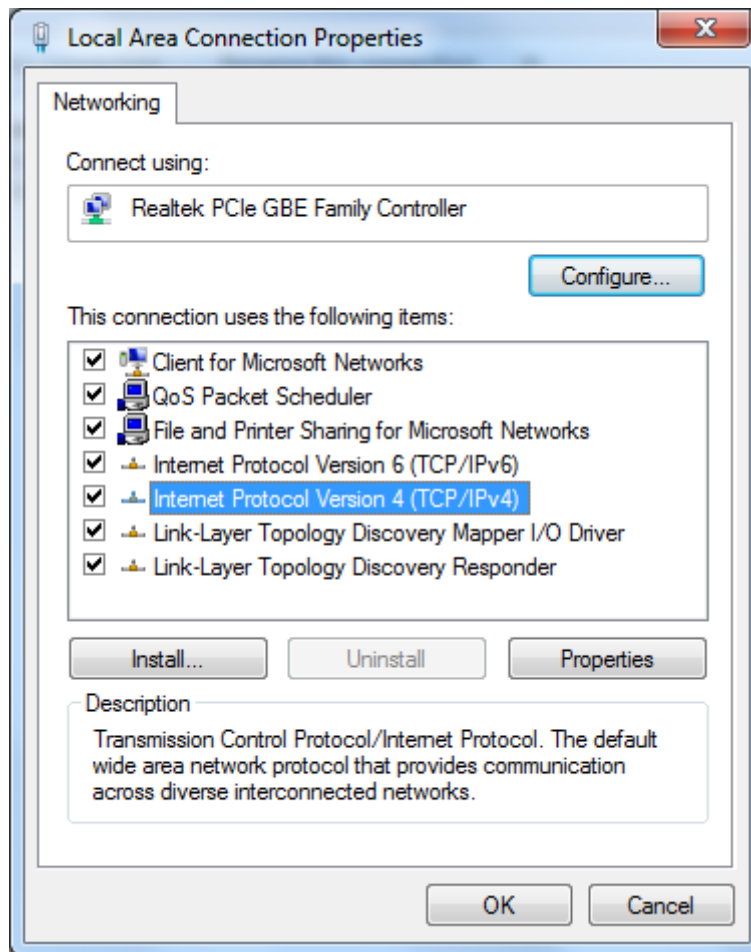 Local Area Connection Properties
Networking
Connect using:
Realtek PCIe GBE Family Controller
Configure...
This connection uses the following items:
Client for Microsoft Networks
QoS Packet Scheduler
File and Printer Sharing for Microsoft Networks
Internet Protocol Version 6 (TCP/IPv6)
Internet Protocol Version 4 (TCP/IPv4)
Link-Layer Topology Discovery Mapper I/O Driver
Link-Layer Topology Discovery Responder
Install... Uninstall Properties
Description
Transmission Control Protocol/Internet Protocol. The default
wide area network protocol that provides communication
across diverse interconnected networks.
OK Cancel